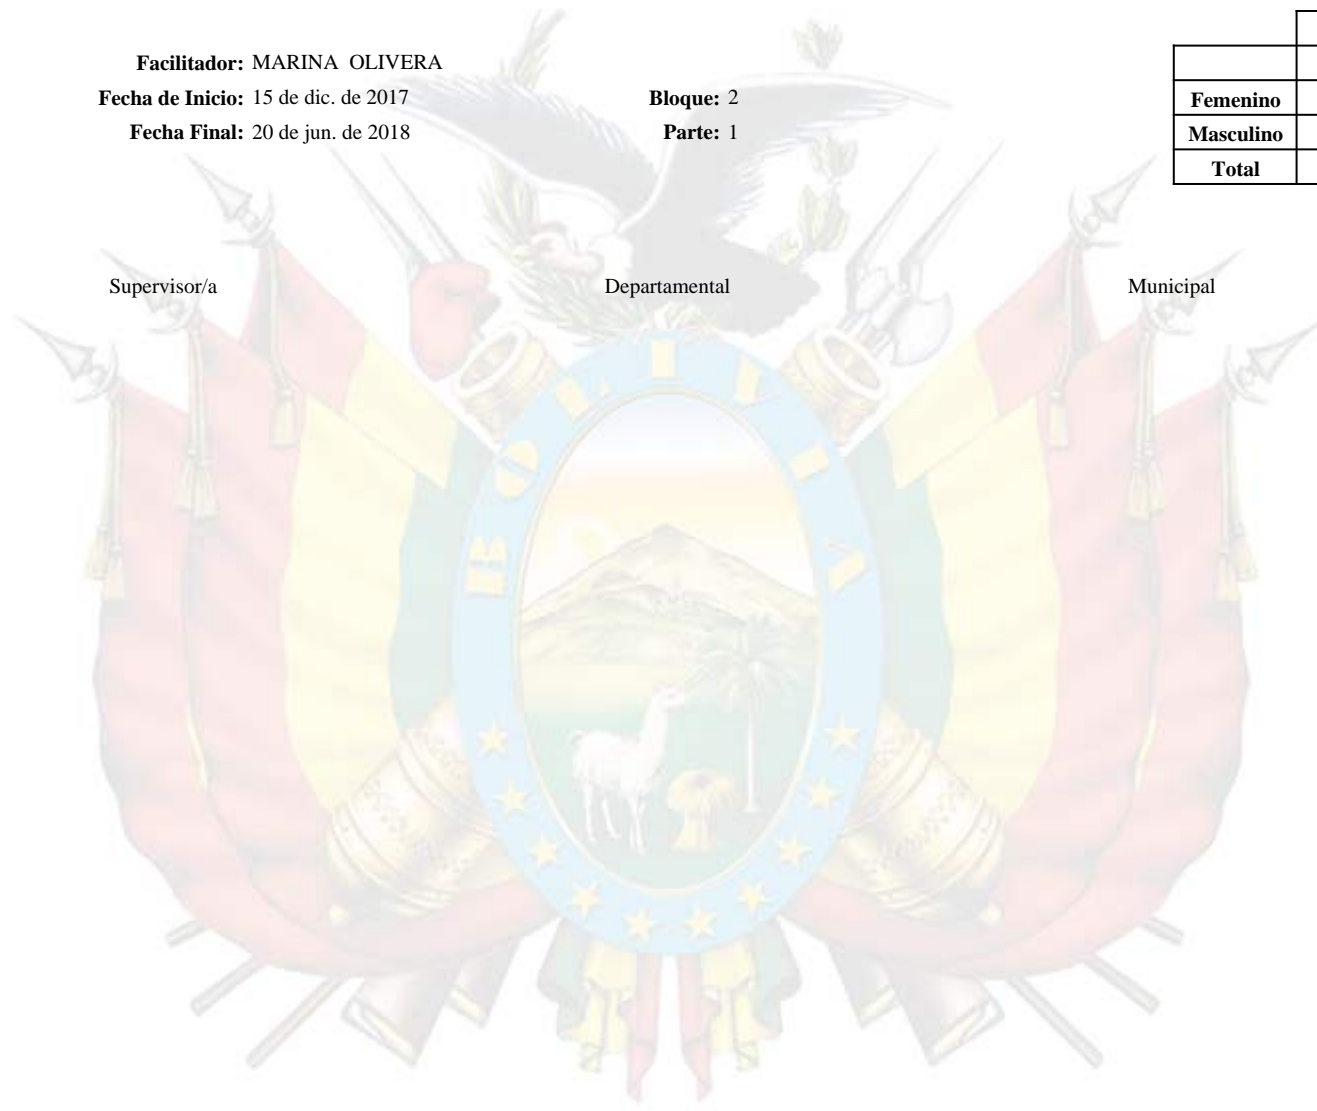 Facilitador: MARINA OLIVERA
Fecha de Inicio: 15 de dic. de 2017 Bloque: 2
Femenino
Fecha Final: 20 de jun. de 2018 Parte: 1
Masculino
Total
Supervisor/a Departamental Municipal
BOLIVIA